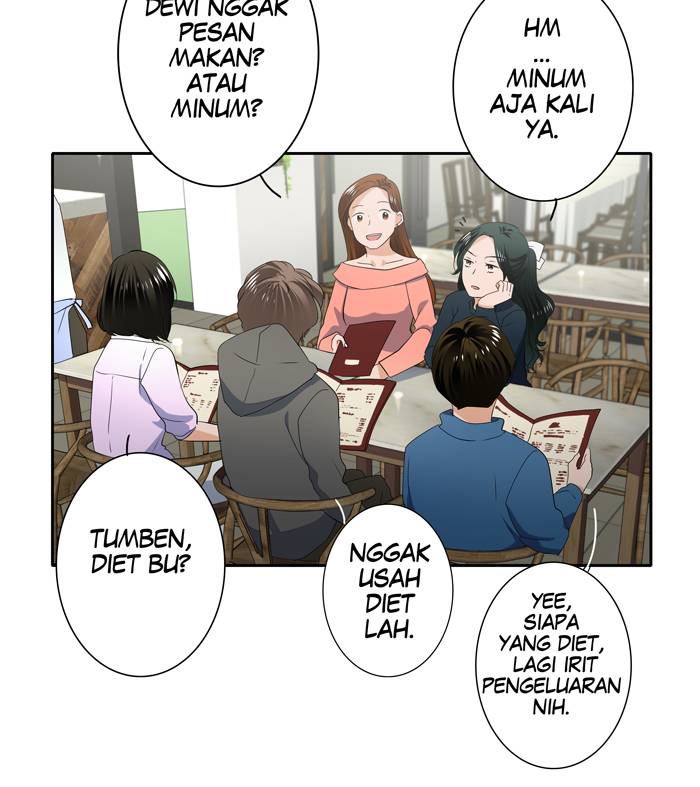 DEWI NGGAK
PESAN
MAKAN?
ATAU
MINUM?
HM
...
MINUM
AJA KALI
YA.
TUMBEN,
DIET BU?
NGGAK
USAH
DIET
LAH.
YEE,
SIAPA
YANG DIET,
LAGI IRIT
PENGELUARAN
NIH.